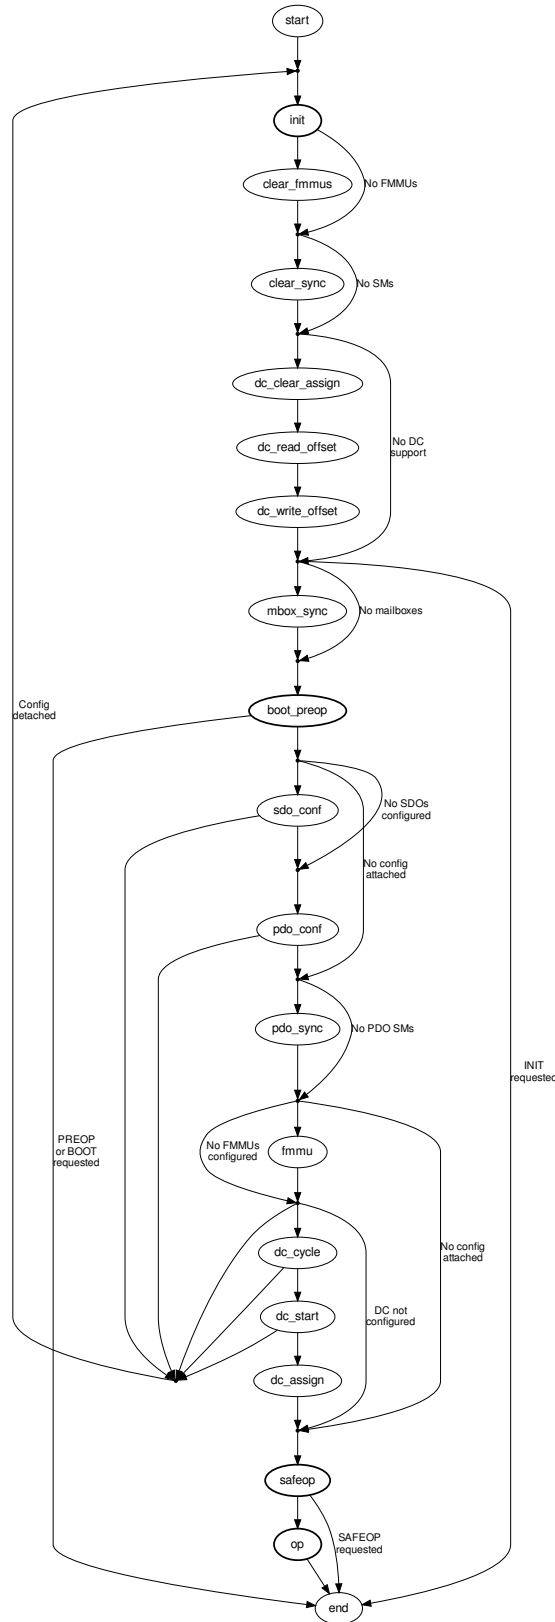 start
init
clear_fmmus
No FMMUs
clear_sync
No SMs
dc_clear_assign
dc_read_offset
No DC
support
dc_write_offset
mbox_sync
No mailboxes
Config
detached
boot_preop
sdo_conf
No SDOs
configured
No config
attached
pdo_conf
pdo_sync
No PDO SMs
INIT
requested
PREOP
or BOOT
requested
No FMMUs
configured
fmmu
No config
attached
dc_cycle
dc_start
DC not
configured
dc_assign
safeop
op
SAFEOP
requested
end